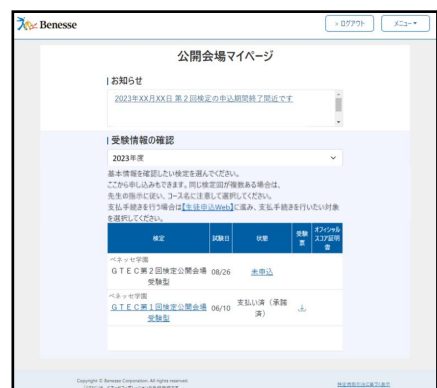 Benesse
» ログアウト
メニュー
公開会場マイページ
お知らせ
2023年XX月XX日 第2回検定の申込期間終了間近です
受験情報の確認
2023年度
基本情報を確認したい検定を選んでください。
ここから申し込みもできます。同じ検定回が
複数ある場合は、
先生の指示に従い、コース名に注意して選択してください。
支払手続きを行う場合は【生徒申込Web】に進み、支払手続きを行いたい対象
を選択してください。
検定 試験日 状態 受験票 オフィシャルスコア証明書
ベネッセ学園
GTEC第2回検定公開会場受験型 08/26 未申込
ベネッセ学園
GTEC第1回検定公開会場受験型 06/10 支払い済（承諾済）
Copyright © Benesse Corporation. All rights reserved.
特定商取引法に基づく表示